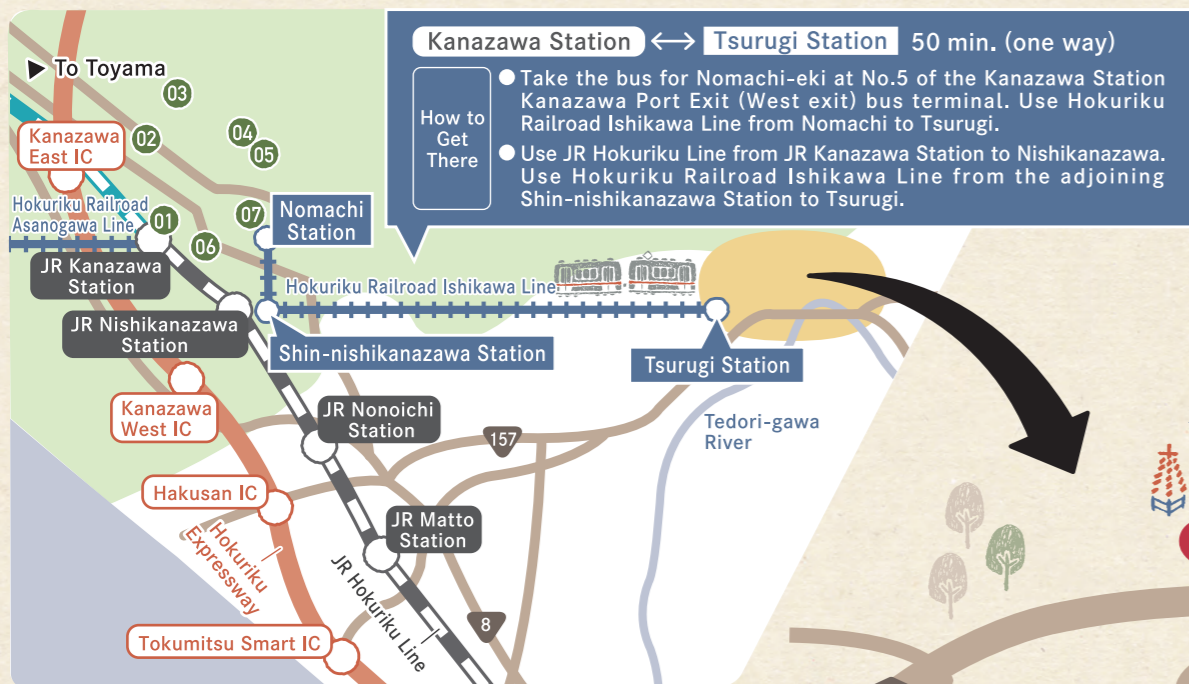 Kanazawa Station ↔ Tsurugi Station 50 min. (one way)
How to
Get
There
● Take the bus for Nomachi-eki at No.5 of the Kanazawa Station
Kanazawa Port Exit (West exit) bus terminal. Use Hokuriku
Railroad Ishikawa Line from Nomachi to Tsurugi.
● Use JR Hokuriku Line from JR Kanazawa Station to Nishikanazawa.
Use Hokuriku Railroad Ishikawa Line from the adjoining
Shin-nishikanazawa Station to Tsurugi.
▶ To Toyama
03
Kanazawa
East IC
02
04
05
Hokuriku Railroad
Asanogawa Line
01
06
07
Nomachi
Station
JR Kanazawa
Station
Hokuriku Railroad Ishikawa Line
JR Nishikanazawa
Station
Shin-nishikanazawa Station
Tsurugi Station
Kanazawa
West IC
JR Nonoichi
Station
157
Tedori-gawa
River
Hakusan IC
Hokuriku
Expressway
JR Matto
Station
JR Hokuriku Line
8
Tokumitsu Smart IC